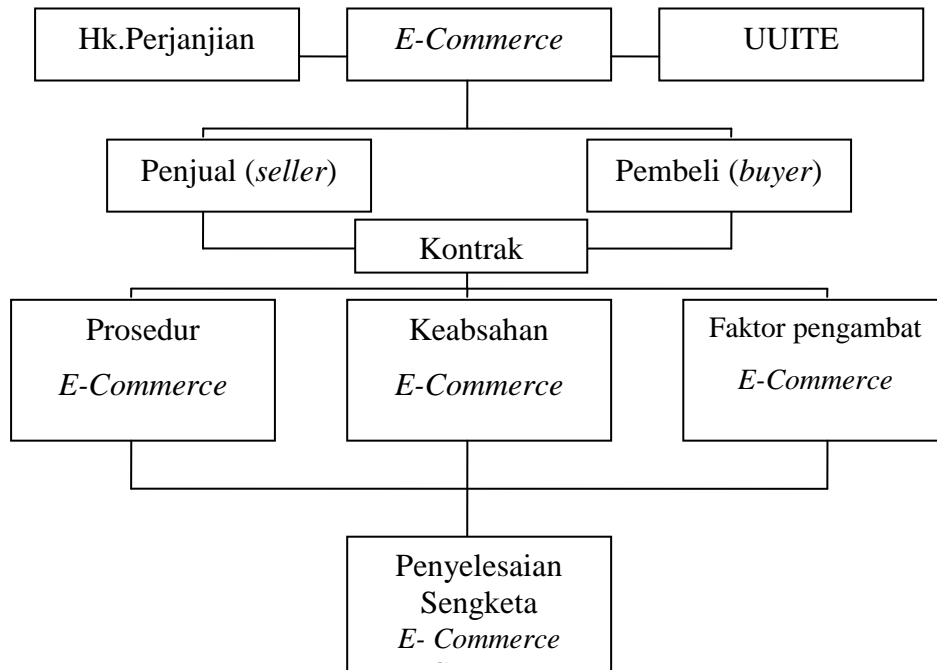 Hk.Perjanjian
E-Commerce
UUITE
Penjual (seller)
Pembeli (buyer)
Kontrak
Prosedur
E-Commerce
Keabsahan
E-Commerce
Faktor pengambat
E-Commerce
Penyelesaian
Sengketa
E- Commerce